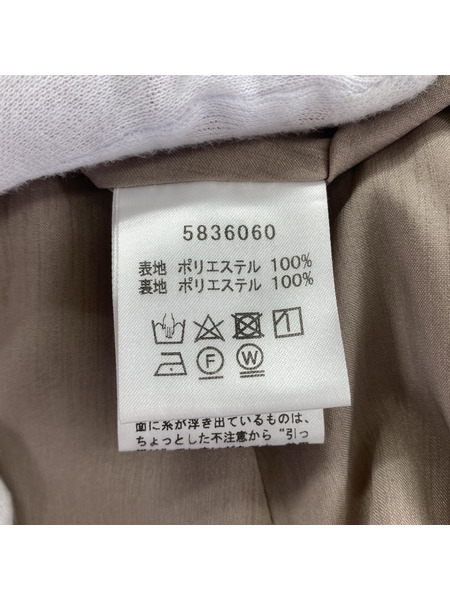 5836060
表地 ポリエステル 100%
裏地 ポリエステル 100%
F W
面に糸が浮き出ているものは、
ちょっとした不注意から“引っ